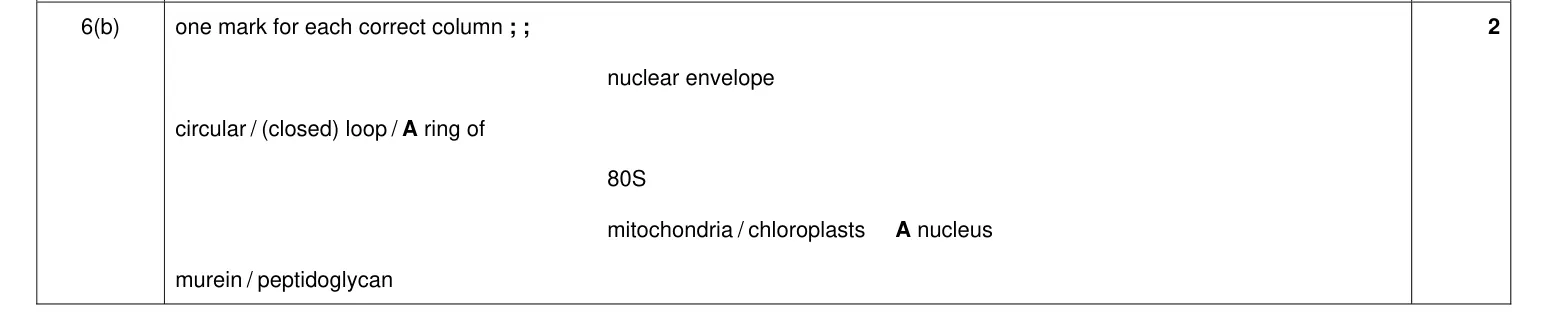 6(b) one mark for each correct column ; ; 2
nuclear envelope
circular / (closed) loop / A ring of
80S
mitochondria / chloroplasts A nucleus
murein / peptidoglycan